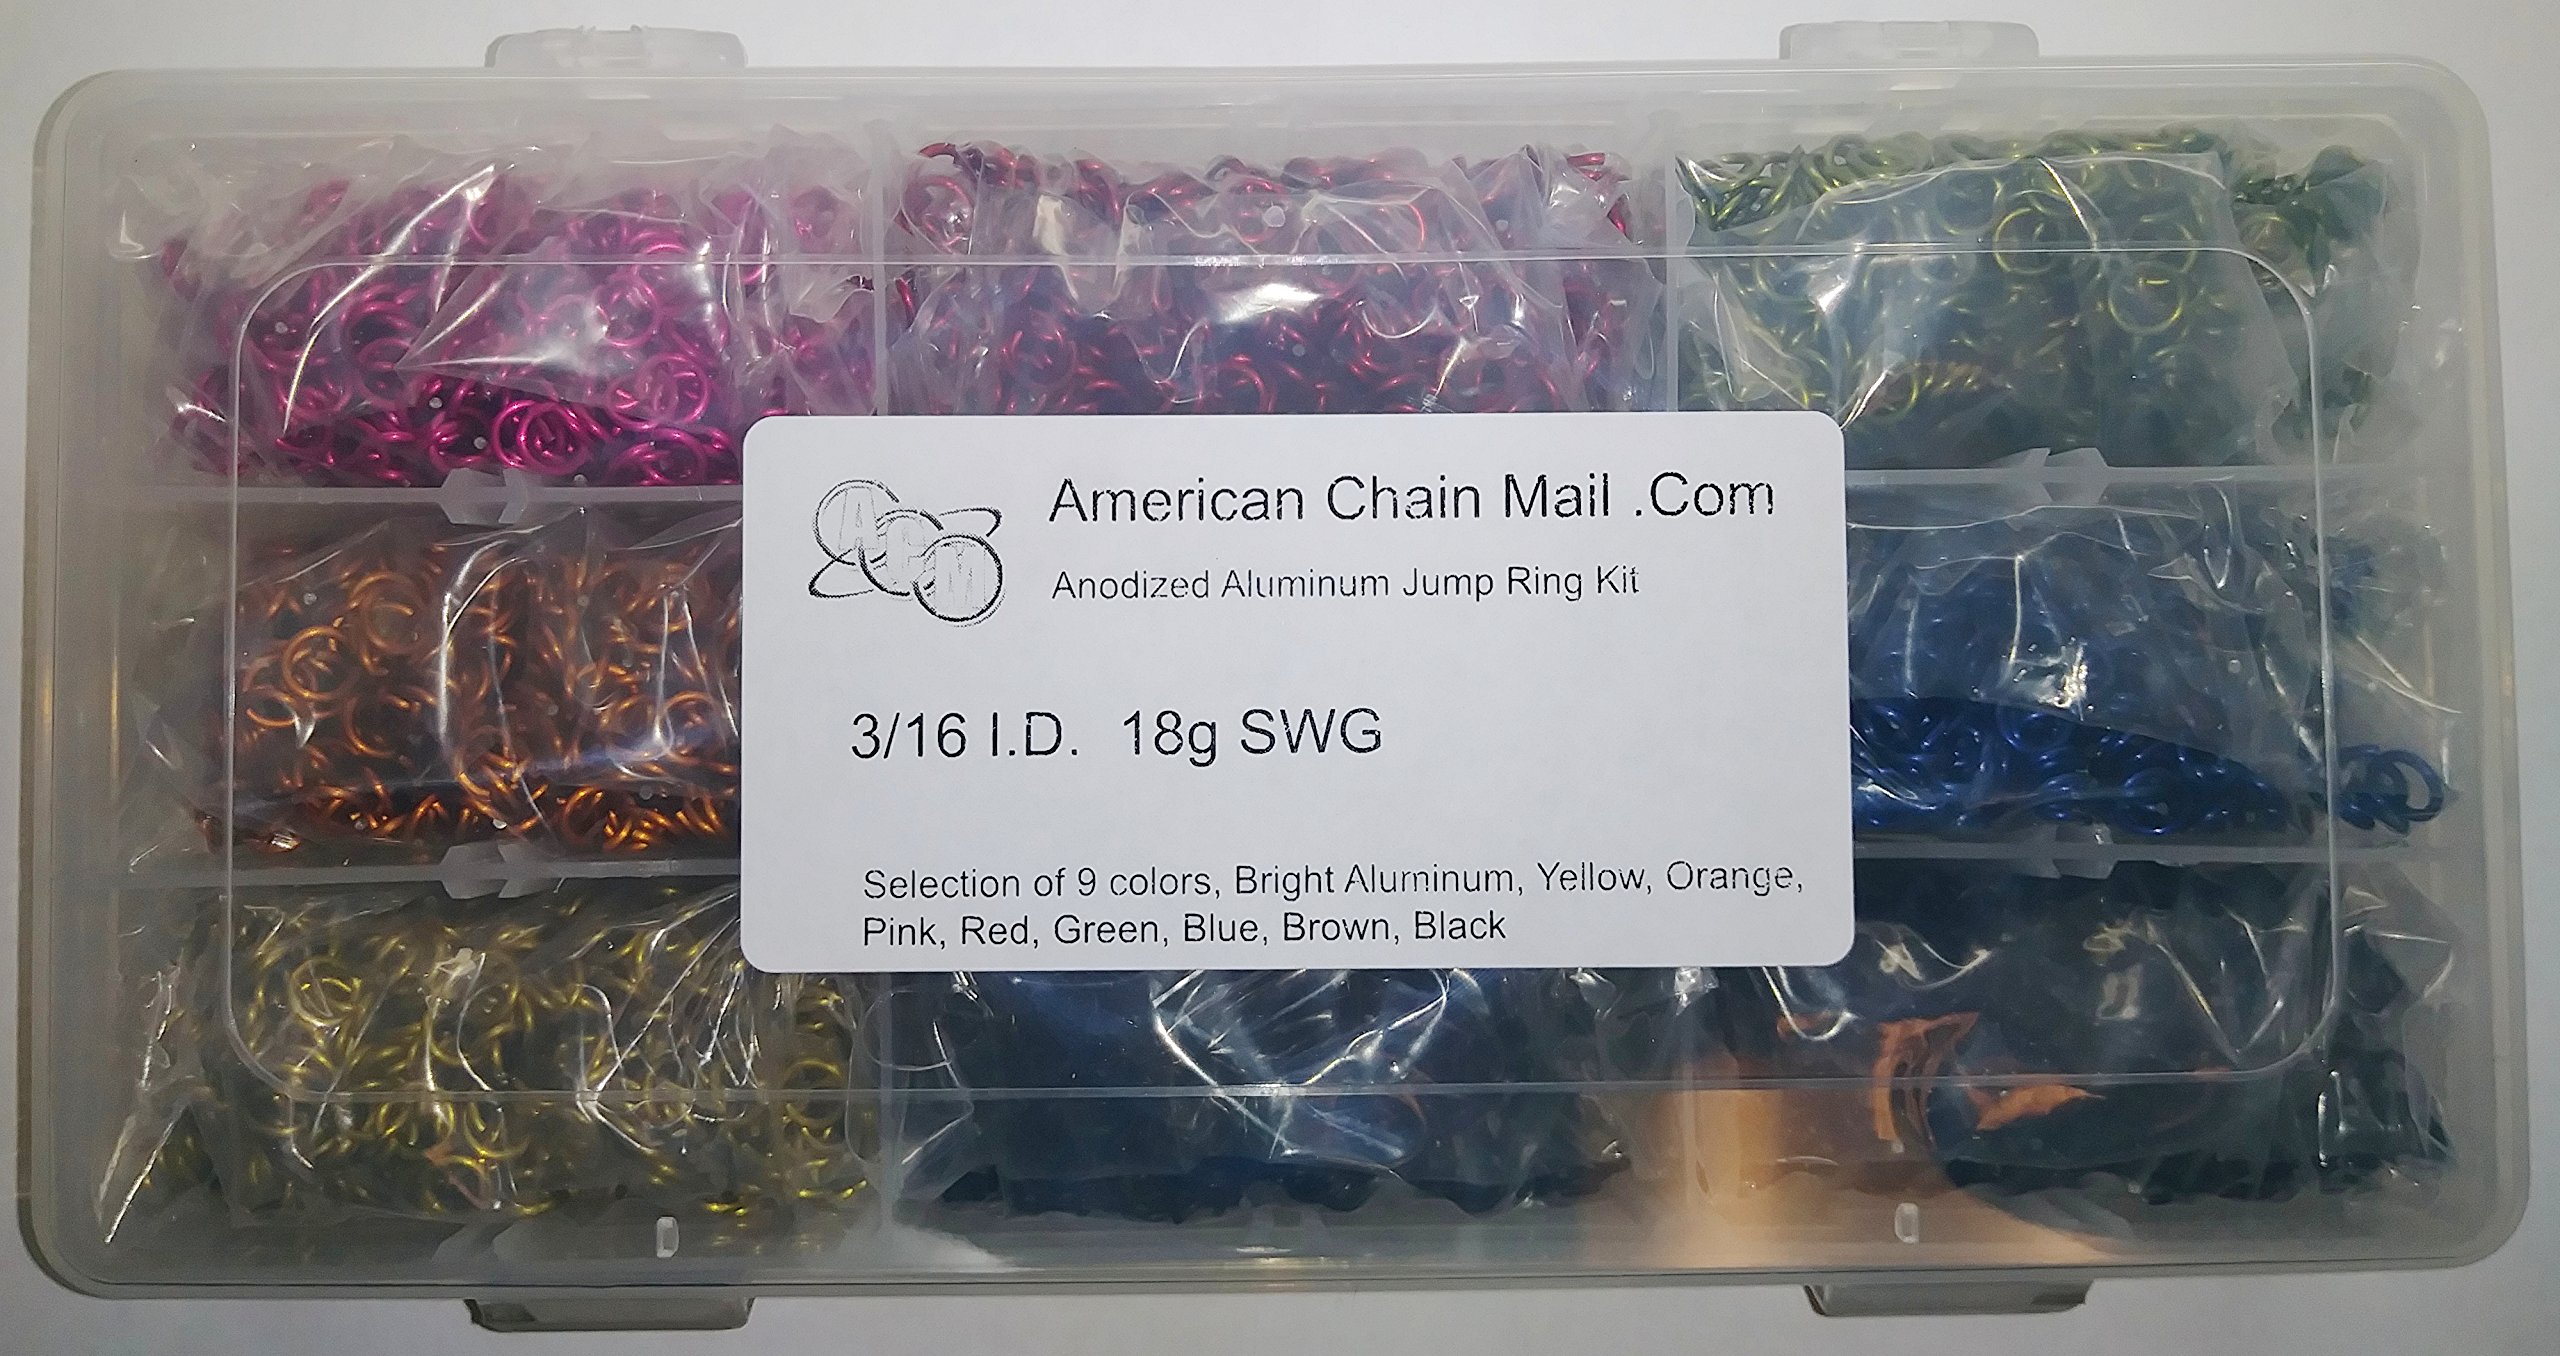 ACM
American Chain Mail .Com
Anodized Aluminum Jump Ring Kit
3/16 I.D. 18g SWG
Selection of 9 colors, Bright Aluminum, Yellow, Orange,
Pink, Red, Green, Blue, Brown, Black